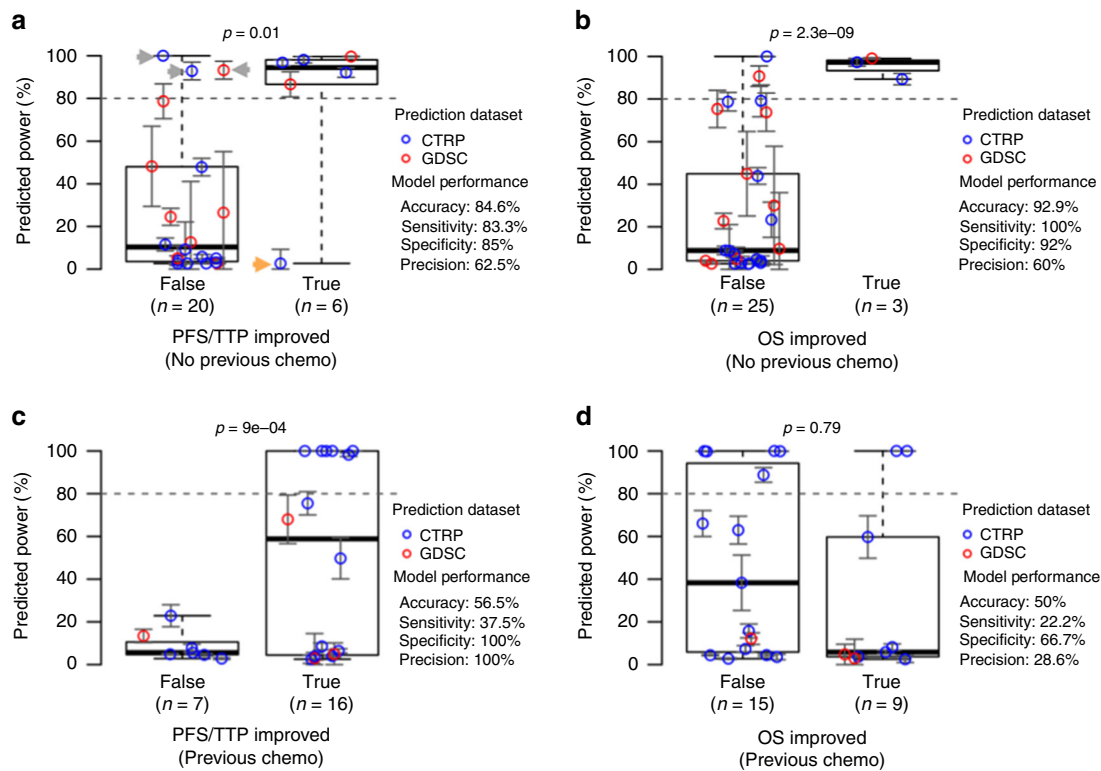 a
p = 0.01
Predicted power (%)
100
80
60
40
20
0
False
(n = 20)
True
(n = 6)
PFS/TTP improved
(No previous chemo)
Prediction dataset
CTRP
GDSC
Model performance
Accuracy: 84.6%
Sensitivity: 83.3%
Specificity: 85%
Precision: 62.5%
b
p = 2.3e–09
Predicted power (%)
100
80
60
40
20
0
False
(n = 25)
True
(n = 3)
OS improved
(No previous chemo)
Prediction dataset
CTRP
GDSC
Model performance
Accuracy: 92.9%
Sensitivity: 100%
Specificity: 92%
Precision: 60%
c
p = 9e–04
Predicted power (%)
100
80
60
40
20
0
False
(n = 7)
True
(n = 16)
PFS/TTP improved
(Previous chemo)
Prediction dataset
CTRP
GDSC
Model performance
Accuracy: 56.5%
Sensitivity: 37.5%
Specificity: 100%
Precision: 100%
d
p = 0.79
Predicted power (%)
100
80
60
40
20
0
False
(n = 15)
True
(n = 9)
OS improved
(Previous chemo)
Prediction dataset
CTRP
GDSC
Model performance
Accuracy: 50%
Sensitivity: 22.2%
Specificity: 66.7%
Precision: 28.6%